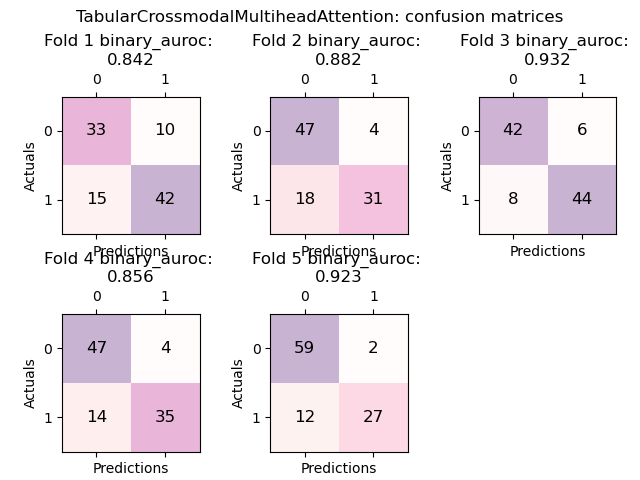 TabularCrossmodalMultiheadAttention: confusion matrices
Fold 1 binary_auroc:
0.842
0 1
0 33 10
1 15 42
Actuals
Predictions
Fold 2 binary_auroc:
0.882
0 1
0 47 4
1 18 31
Actuals
Predictions
Fold 3 binary_auroc:
0.932
0 1
0 42 6
1 8 44
Actuals
Predictions
Fold 4 binary_auroc:
0.856
0 1
0 47 4
1 14 35
Actuals
Predictions
Fold 5 binary_auroc:
0.923
0 1
0 59 2
1 12 27
Actuals
Predictions